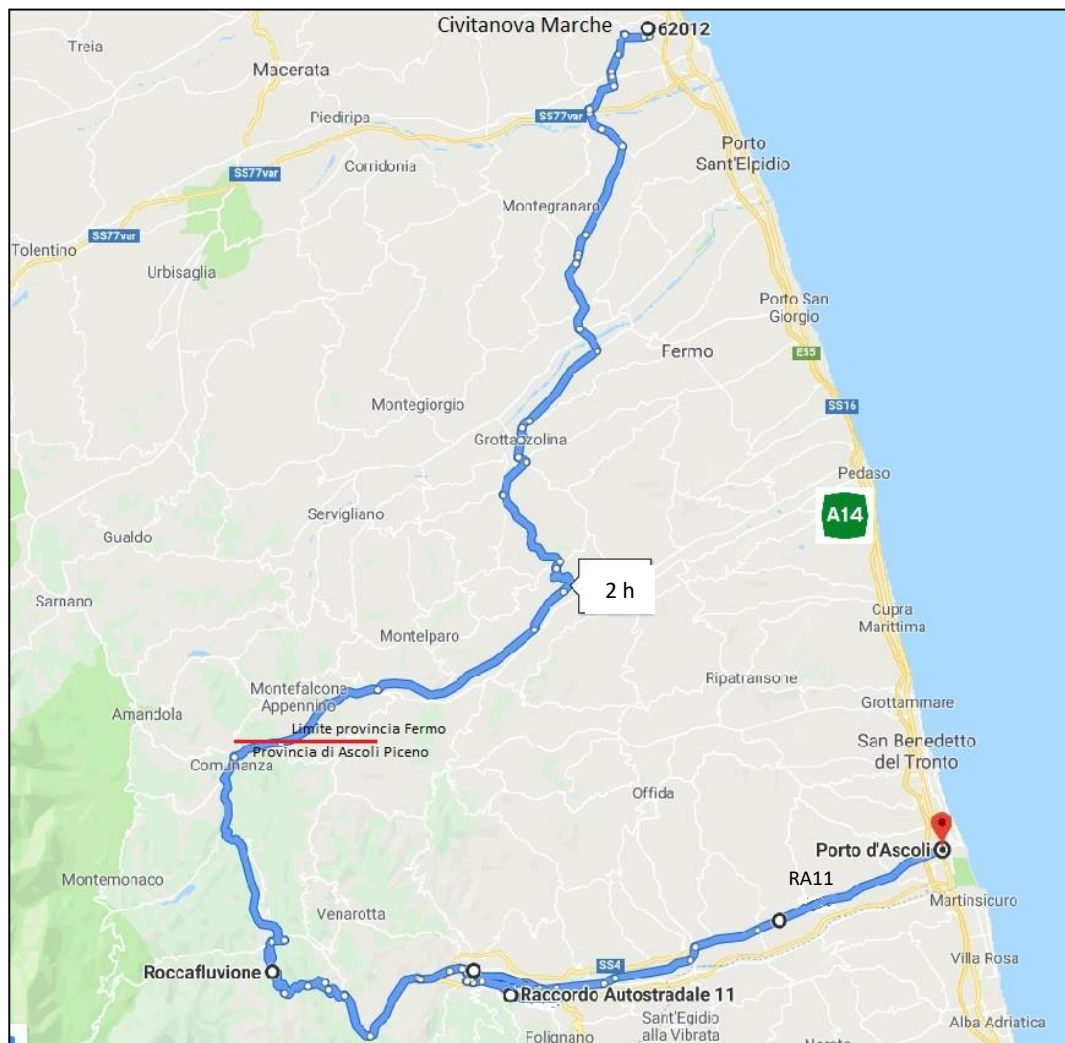 Civitanova Marche
62012
Treia
Macerata
SS77var
Piediripa
Porto
Sant'Elpidio
Corridonia
SS77var
Montegranaro
SS77var
Tolentino
Urbisaglia
Porto San
Giorgio
Fermo
E55
Montegiorgio
SS16
Grottazzolina
Pedaso
Servigliano
A14
Gualdo
2 h
Sarnano
Cupra
Marittima
Montelparo
Ripatransone
Montefalcone
Appennino
Grottammare
Amandola
Limite provincia Fermo
San Benedetto
del Tronto
Provincia di Ascoli Piceno
Comunanza
Offida
Porto d'Ascoli
Montemonaco
RA11
Martinsicuro
Venarotta
Villa Rosa
Roccafluvione
SS4
Raccordo Autostradale 11
Sant'Egidio
alla Vibrata
Alba Adriatica
Folignano